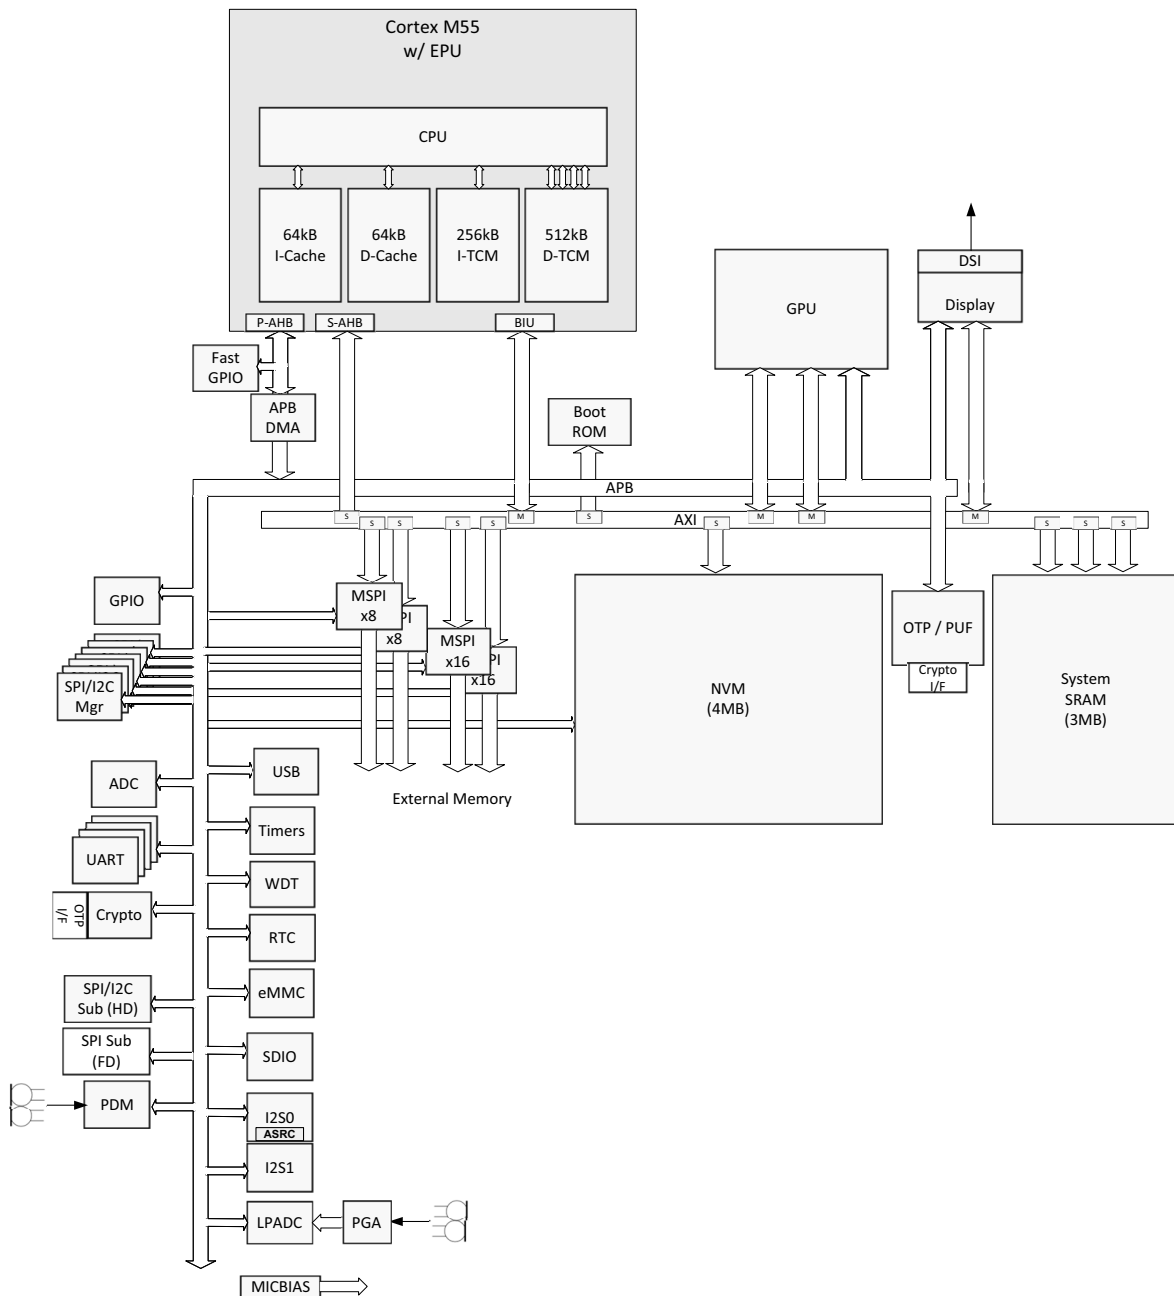 Cortex M55
w/ EPU
CPU
64kB
I-Cache
64kB
D-Cache
256kB
I-TCM
512kB
D-TCM
P-AHB
S-AHB
BIU
DSI
Display
GPU
Fast
GPIO
APB
DMA
Boot
ROM
APB
AXI
S
S
S
S
S
M
S
S
M
M
M
S
S
S
MSPI
x8
PI
x8
MSPI
x16
PI
x16
GPIO
SPI/I2C
Mgr
NVM
(4MB)
OTP / PUF
Crypto
I/F
System
SRAM
(3MB)
External Memory
ADC
USB
Timers
UART
WDT
OTP
I/F
Crypto
RTC
SPI/I2C
Sub (HD)
eMMC
SPI Sub
(FD)
SDIO
PDM
I2S0
ASRC
I2S1
LPADC
PGA
MICBIAS